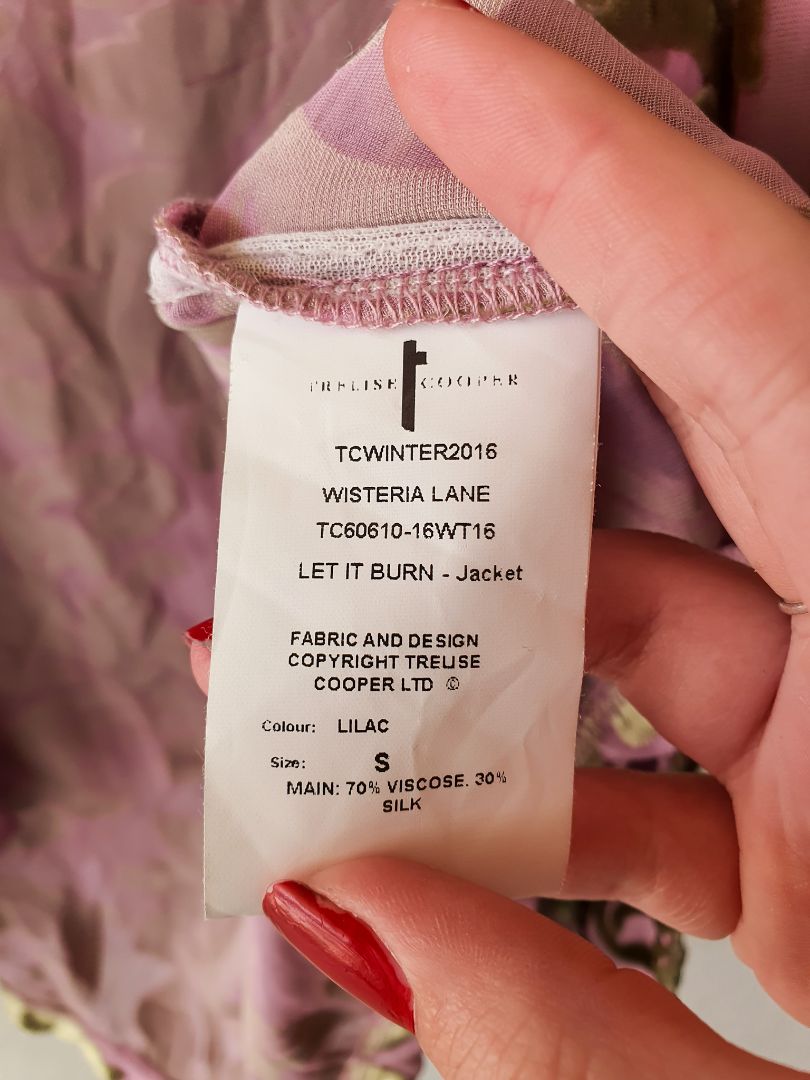 TRELISE COOPER
TCWINTER2016
WISTERIA LANE
TC60610-16WT16
LET IT BURN - Jacket
FABRIC AND DESIGN
COPYRIGHT TRELISE
COOPER LTD ©
Colour: LILAC
Size: S
MAIN: 70% VISCOSE. 30%
SILK